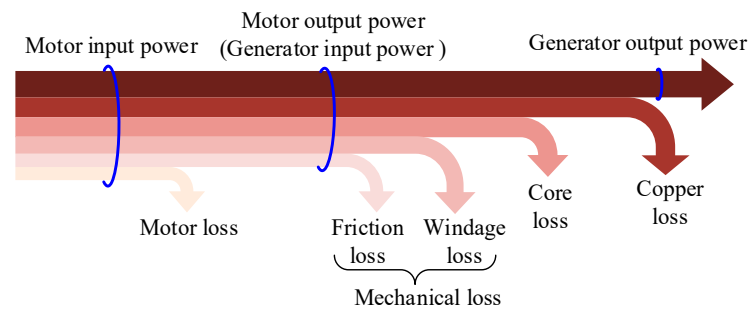 Motor input power
Motor output power
(Generator input power )
Generator output power
Motor loss
Friction
loss
Windage
loss
Core
loss
Copper
loss
Mechanical loss